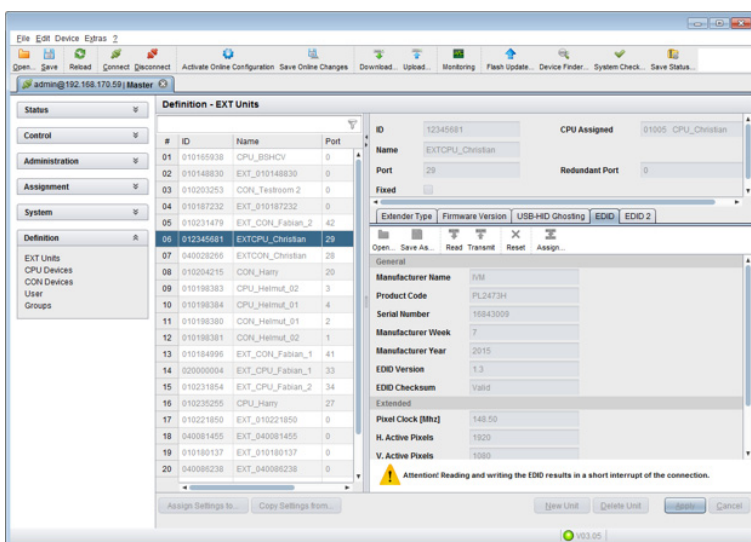 File Edit Device Extras ?
Open... Save Reload Connect Disconnect Activate Online Configuration Save Online Changes Download... Upload... Monitoring Flash Update... Device Finder... System Check... Save Status...
admin@192.168.170.59 | Master
Status
Control
Administration
Assignment
System
Definition
EXT Units
CPU Devices
CON Devices
User
Groups
Definition - EXT Units
# ID Name Port
01 010165938 CPU_BSHCV 0
02 010148830 EXT_010148830 0
03 010203253 CON_Testroom 2 0
04 010187232 EXT_010187232 0
05 010231479 EXT_CON_Fabian_2 42
06 012345681 EXTCPU_Christian 29
07 040028266 EXTCON_Christian 28
08 010204215 CON_Harry 20
09 010198383 CPU_Helmut_02 3
10 010198384 CPU_Helmut_01 4
11 010198380 CON_Helmut_01 2
12 010198381 CON_Helmut_02 1
13 010184996 EXT_CON_Fabian_1 41
14 020000004 EXT_CPU_Fabian_1 33
15 010231854 EXT_CPU_Fabian_2 34
16 010235255 CPU_Harry 27
17 010221850 EXT_010221850 0
18 040081455 EXT_040081455 0
19 010180137 EXT_010180137 0
20 040086238 EXT_040086238 0
Assign Settings to... Copy Settings from...
ID 12345681 CPU Assigned 01005 CPU_Christian
Name EXTCPU_Christian
Port 29 Redundant Port 0
Fixed
Extender Type Firmware Version USB-HID Ghosting EDID EDID 2
Open... Save As... Read Transmit Reset Assign...
General
Manufacturer Name IVM
Product Code PL2473H
Serial Number 16843009
Manufacturer Week 7
Manufacturer Year 2015
EDID Version 1.3
EDID Checksum Valid
Extended
Pixel Clock [Mhz] 148.50
H. Active Pixels 1920
V. Active Pixels 1080
Attention! Reading and writing the EDID results in a short interrupt of the connection.
New Unit Delete Unit Apply Cancel
V03.05